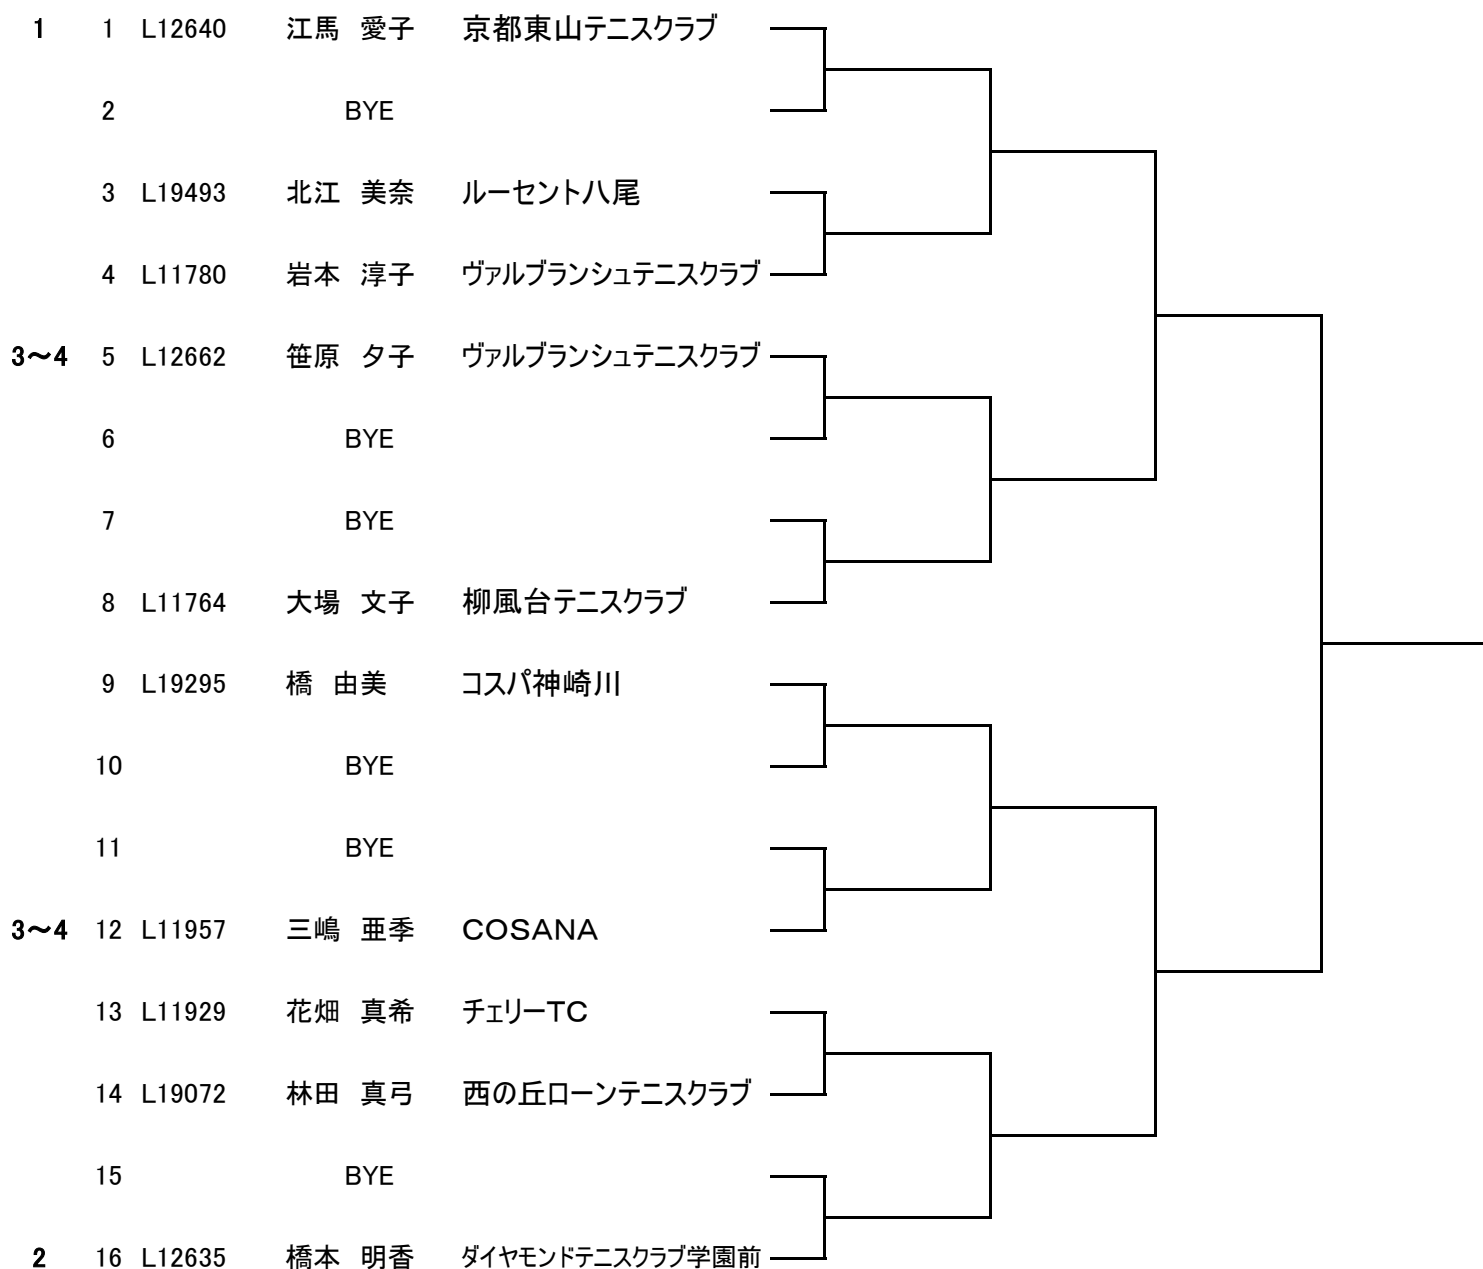 1 1 L12640 江馬 愛子 京都東山テニスクラブ
2 BYE
3 L19493 北江 美奈 ルーセント八尾
4 L11780 岩本 淳子 ヴァルブランシュテニスクラブ
3〜4 5 L12662 笹原 夕子 ヴァルブランシュテニスクラブ
6 BYE
7 BYE
8 L11764 大場 文子 柳風台テニスクラブ
9 L19295 橋 由美 コスパ神崎川
10 BYE
11 BYE
3〜4 12 L11957 三嶋 亜季 COSANA
13 L11929 花畑 真希 チェリーTC
14 L19072 林田 真弓 西の丘ローンテニスクラブ
15 BYE
2 16 L12635 橋本 明香 ダイヤモンドテニスクラブ学園前